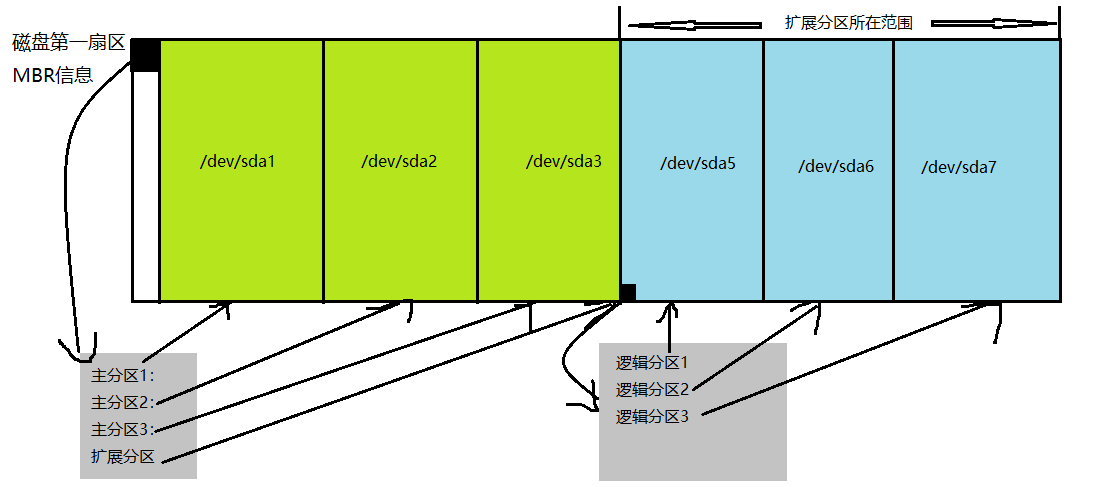 扩展分区所在范围
磁盘第一扇区
MBR信息
/dev/sda1
/dev/sda2
/dev/sda3
/dev/sda5
/dev/sda6
/dev/sda7
主分区1:
主分区2:
主分区3:
扩展分区
逻辑分区1
逻辑分区2
逻辑分区3